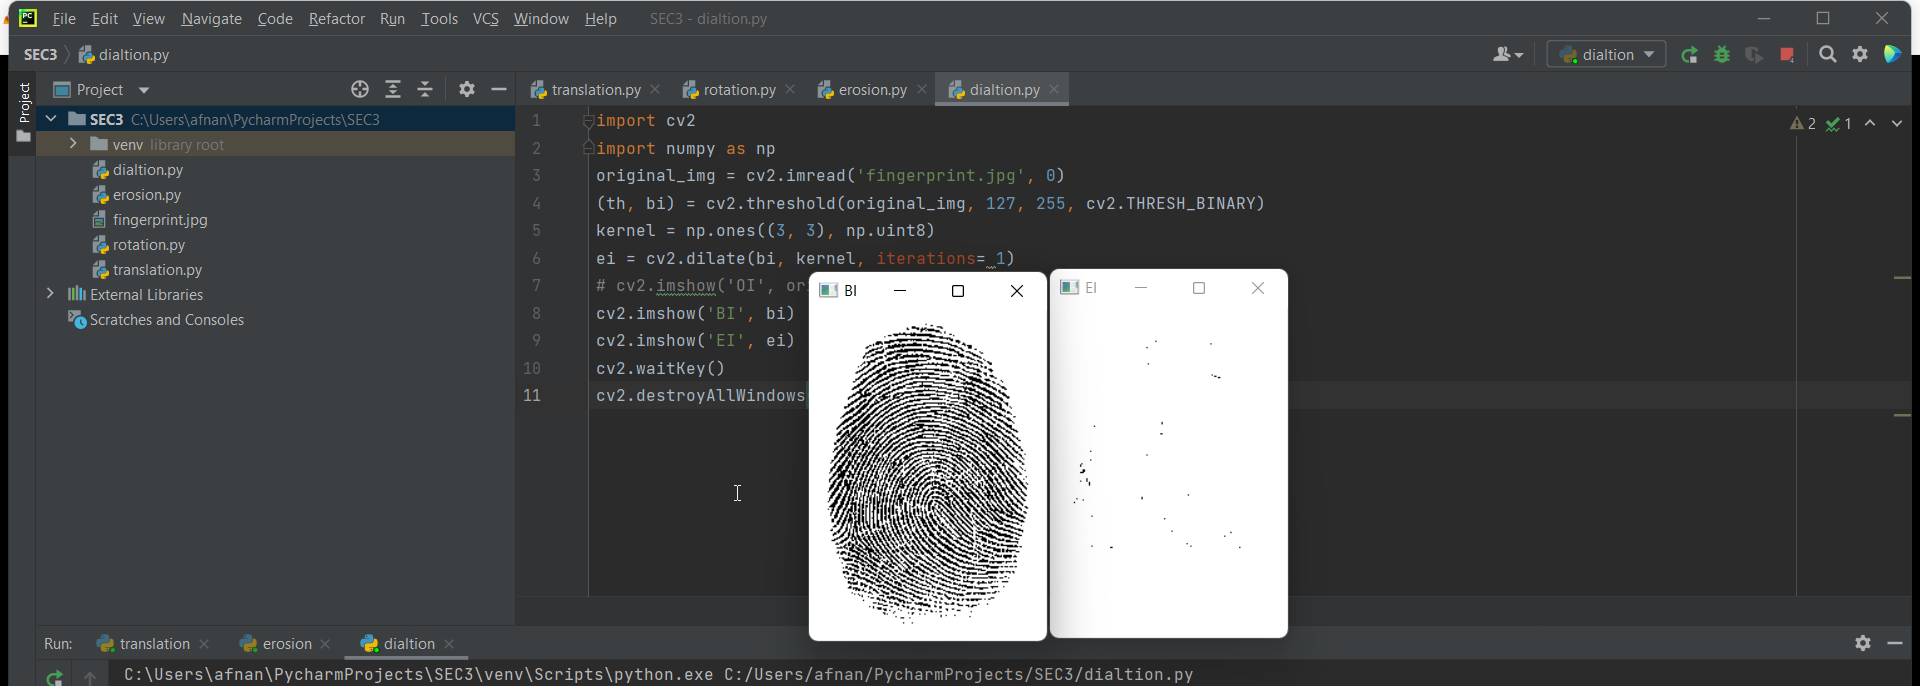 PC File Edit View Navigate Code Refactor Run Tools VCS Window Help SEC3 - dialtion.py
SEC3 dialtion.py dialtion
Project
Project
translation.py rotation.py erosion.py dialtion.py
SEC3 C:\Users\afnan\PycharmProjects\SEC3
venv library root
dialtion.py
erosion.py
fingerprint.jpg
rotation.py
translation.py
External Libraries
Scratches and Consoles
2 1
1 import cv2
2 import numpy as np
3 original_img = cv2.imread('fingerprint.jpg', 0)
4 (th, bi) = cv2.threshold(original_img, 127, 255, cv2.THRESH_BINARY)
5 kernel = np.ones((3, 3), np.uint8)
6 ei = cv2.dilate(bi, kernel, iterations= 1)
7 # cv2.imshow('OI', ori
8 cv2.imshow('BI', bi)
9 cv2.imshow('EI', ei)
10 cv2.waitKey()
11 cv2.destroyAllWindows
BI
EI
Run: translation erosion dialtion
C:\Users\afnan\PycharmProjects\SEC3\venv\Scripts\python.exe C:/Users/afnan/PycharmProjects/SEC3/dialtion.py